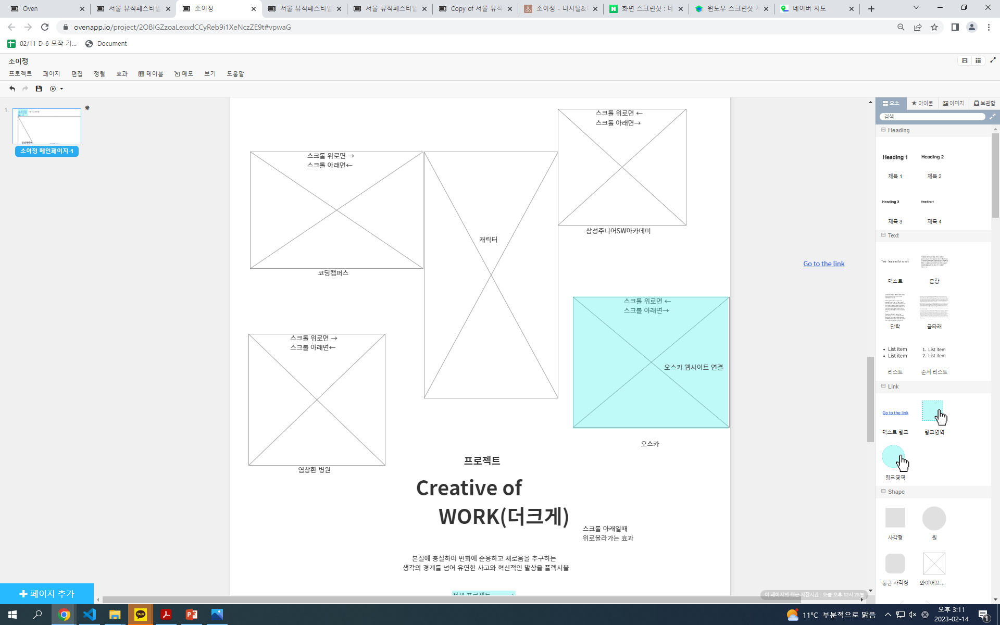 Oven
서울 뮤직페스티벌
소이정
서울 뮤직페스티벌
서울 뮤직페스티벌
Copy of 서울 뮤직
소이정 - 디지털&
화면 스크린샷 : 네
윈도우 스크린샷
네이버 지도
ovenapp.io/project/2OBIGZzoaLexxdCCyReb9i1XeNczZE9t#vpwaG
02/11 D-6 모작 기...
Document
소이정
프로젝트
페이지
편집
정렬
효과
테이블
메모
보기
도움말
1.
소이정 메인페이지-1
스크롤 위로면 ←
스크롤 아래면→
스크롤 위로면 →
스크롤 아래면←
캐릭터
삼성주니어SW아카데미
코딩캠퍼스
Go to the link
스크롤 위로면 ←
스크롤 아래면→
오스카 웹사이트 연결
스크롤 위로면 →
스크롤 아래면←
오스카
염창환 병원
프로젝트
Creative of
WORK(더크게)
스크롤 아래일때
위로올라가는 효과
본질에 충실하여 변화에 순응하고 새로움을 추구하는
생각의 경계를 넘어 유연한 사고와 혁신적인 발상을 플렉시블
전체 프로젝트 →
이 페이지의 최근 저장시간 : 오늘 오후 12시 28분
페이지 추가
요소
아이콘
이미지
보관함
검색
Heading
Heading 1
Heading 2
제목 1
제목 2
Heading 3
Heading 4
제목 3
제목 4
Text
Text - Double click to edit
텍스트
문장
단락
글타래
• List item
• List item
1. List item
2. List item
리스트
순서 리스트
Link
Go to the link
텍스트 링크
링크영역
링크영역
Shape
사각형
원
둥근 사각형
와이어프...
TALK
11°C 부분적으로 맑음
오후 3:11
2023-02-14
1